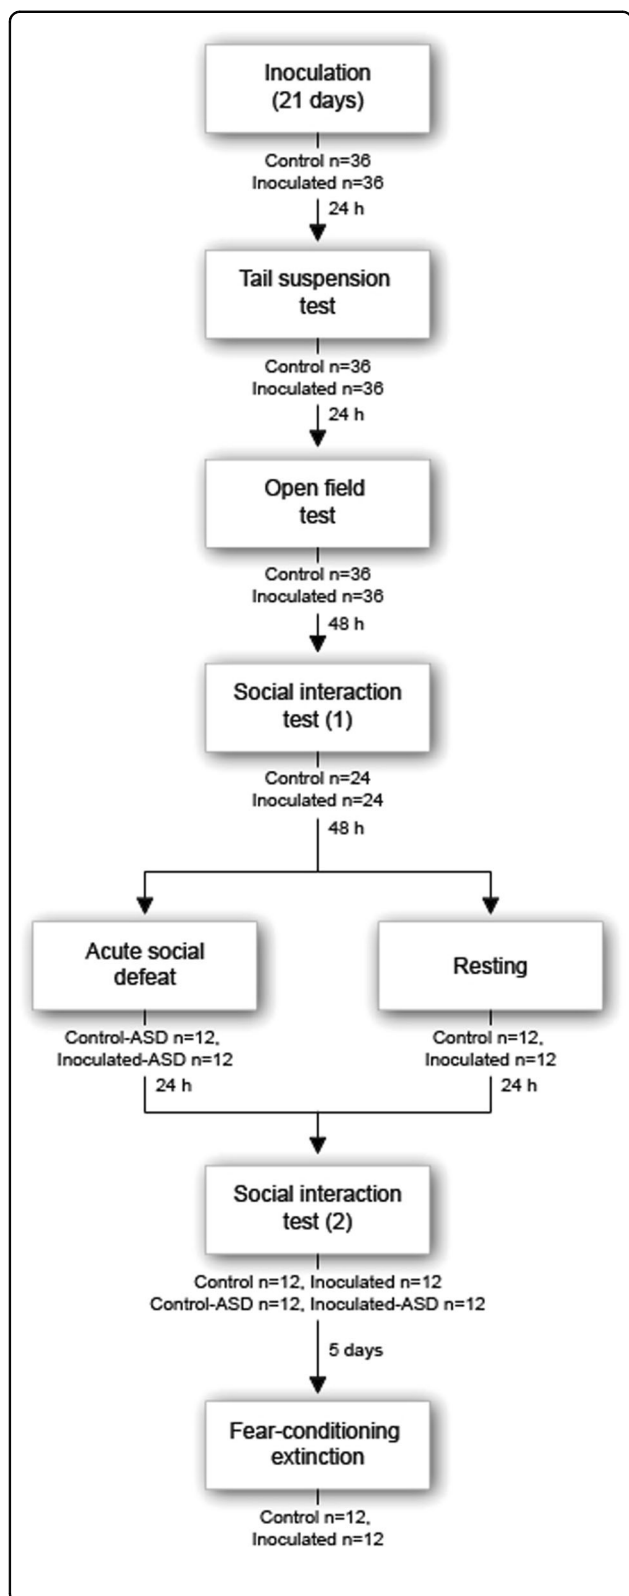 Inoculation
(21 days)
Control n=36
Inoculated n=36
24 h
Tail suspension
test
Control n=36
Inoculated n=36
24 h
Open field
test
Control n=36
Inoculated n=36
48 h
Social interaction
test (1)
Control n=24
Inoculated n=24
48 h
Acute social
defeat
Resting
Control-ASD n=12,
Inoculated-ASD n=12
24 h
Control n=12,
Inoculated n=12
24 h
Social interaction
test (2)
Control n=12, Inoculated n=12
Control-ASD n=12, Inoculated-ASD n=12
5 days
Fear-conditioning
extinction
Control n=12,
Inoculated n=12